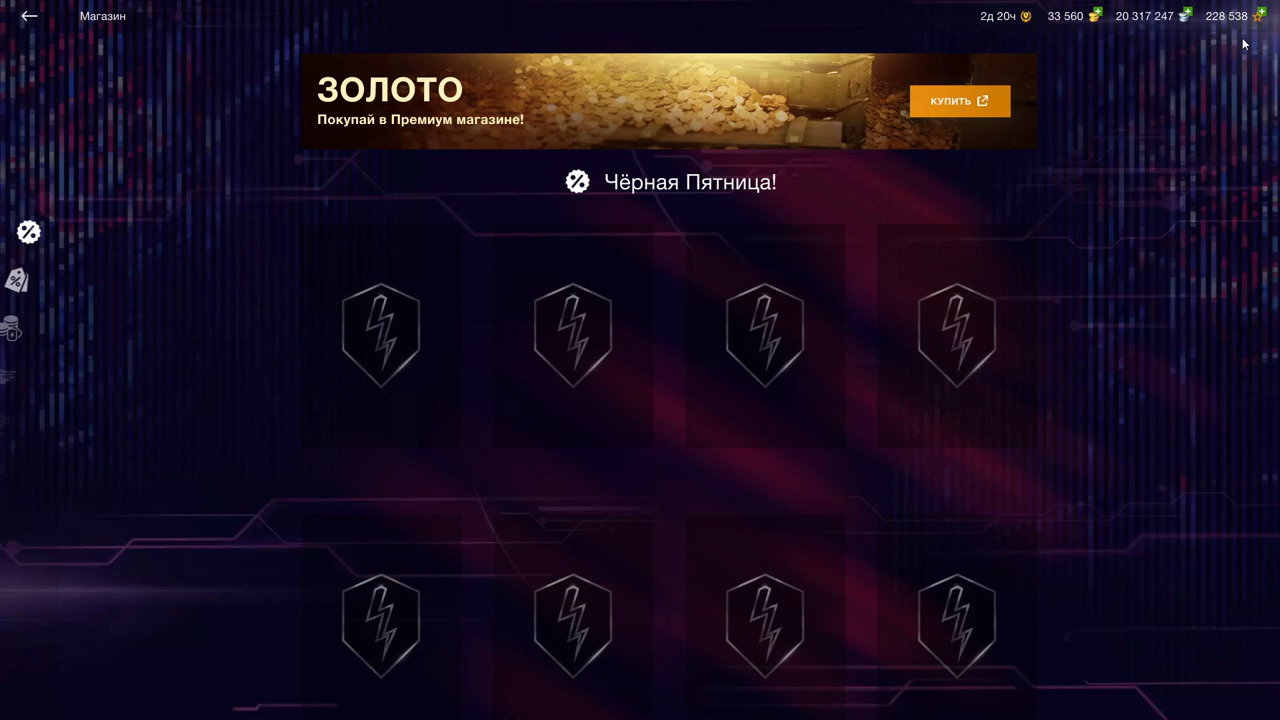 Магазин
2д 20ч 33 560 20 317 247 228 538
ЗОЛОТО
Покупай в Премиум магазине!
КУПИТЬ
Чёрная Пятница!